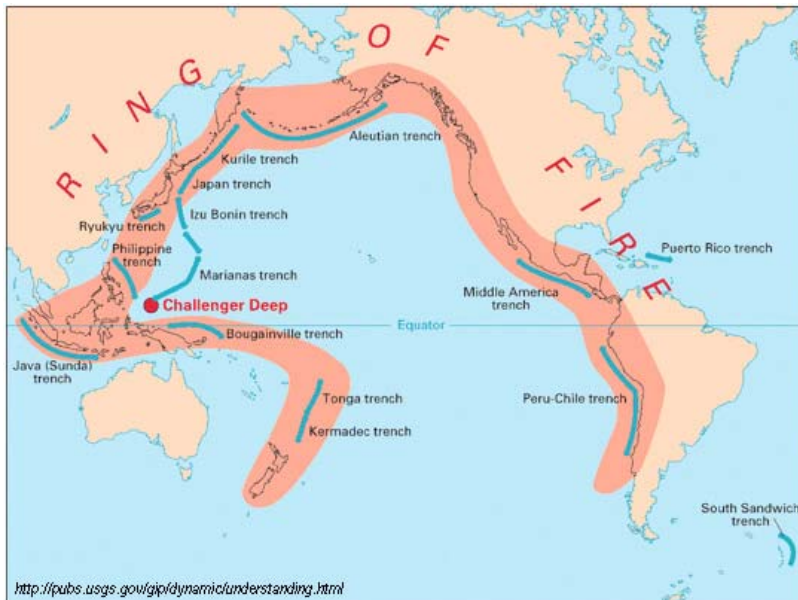 RING OF FIRE
Aleutian trench
Kurile trench
Japan trench
Izu Bonin trench
Ryukyu trench
Philippine
trench
Marianas trench
Challenger Deep
Puerto Rico trench
Middle America
trench
Equator
Bougainville trench
Java (Sunda)
trench
Tonga trench
Kermadec trench
Peru-Chile trench
South Sandwich
trench
http://pubs.usgs.gov/gip/dynamic/understanding.html